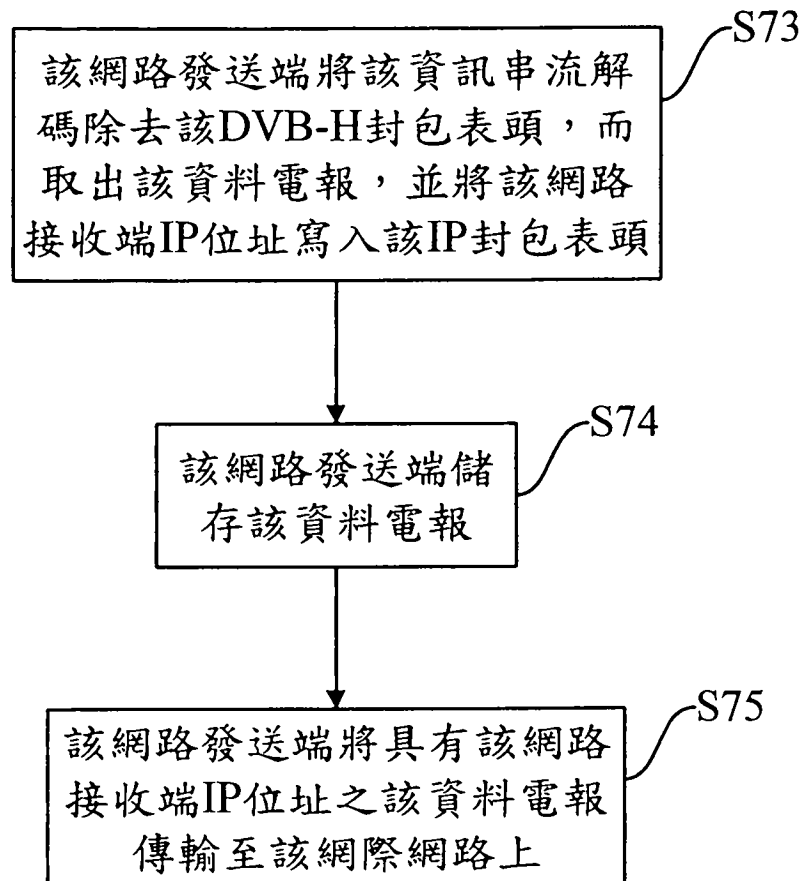 S73
該網路發送端將該資訊串流解
碼除去該DVB-H封包表頭，而
取出該資料電報，並將該網路
接收端IP位址寫入該IP封包表頭
S74
該網路發送端儲
存該資料電報
S75
該網路發送端將具有該網路
接收端IP位址之該資料電報
傳輸至該網際網路上